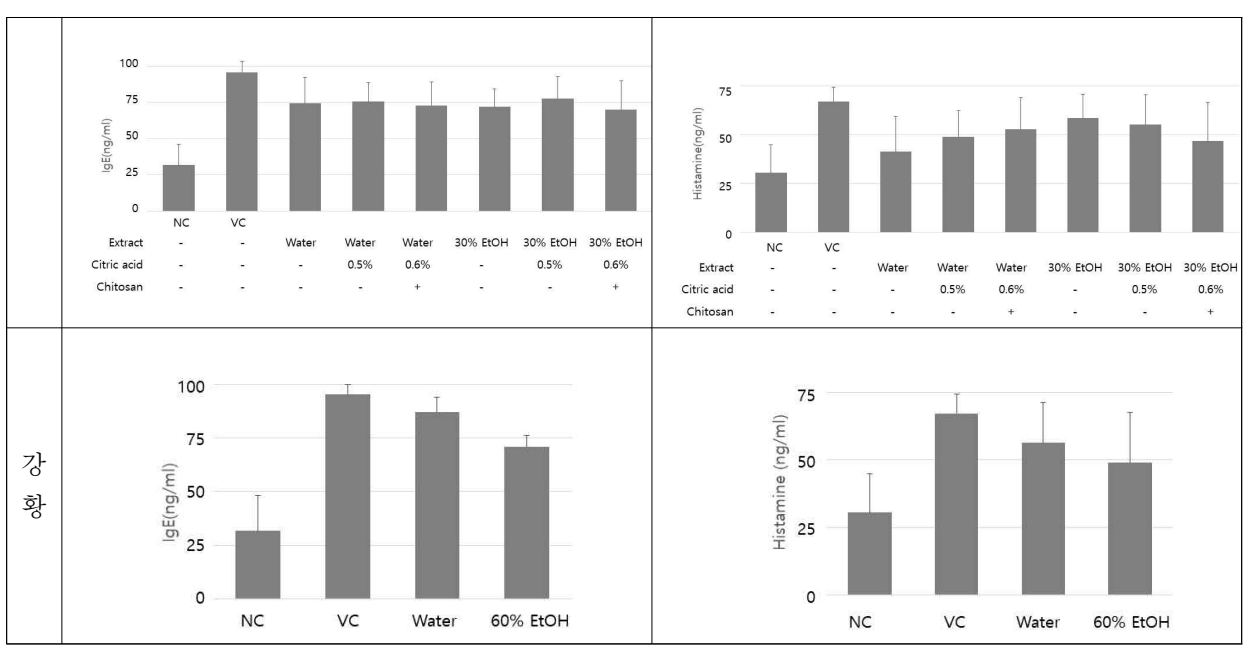 100
75
50
25
0
IgE(ng/ml)
NC VC
Extract - - Water Water Water 30% EtOH 30% EtOH 30% EtOH
Citric acid - - - 0.5% 0.6% - 0.5% 0.6%
Chitosan - - - - + - - +
75
50
25
0
Histamine(ng/ml)
NC VC
Extract - - Water Water Water 30% EtOH 30% EtOH 30% EtOH
Citric acid - - - 0.5% 0.6% - 0.5% 0.6%
Chitosan - - - - + - - +
강
황
100
75
50
25
0
IgE(ng/ml)
NC VC Water 60% EtOH
75
50
25
0
Histamine (ng/ml)
NC VC Water 60% EtOH